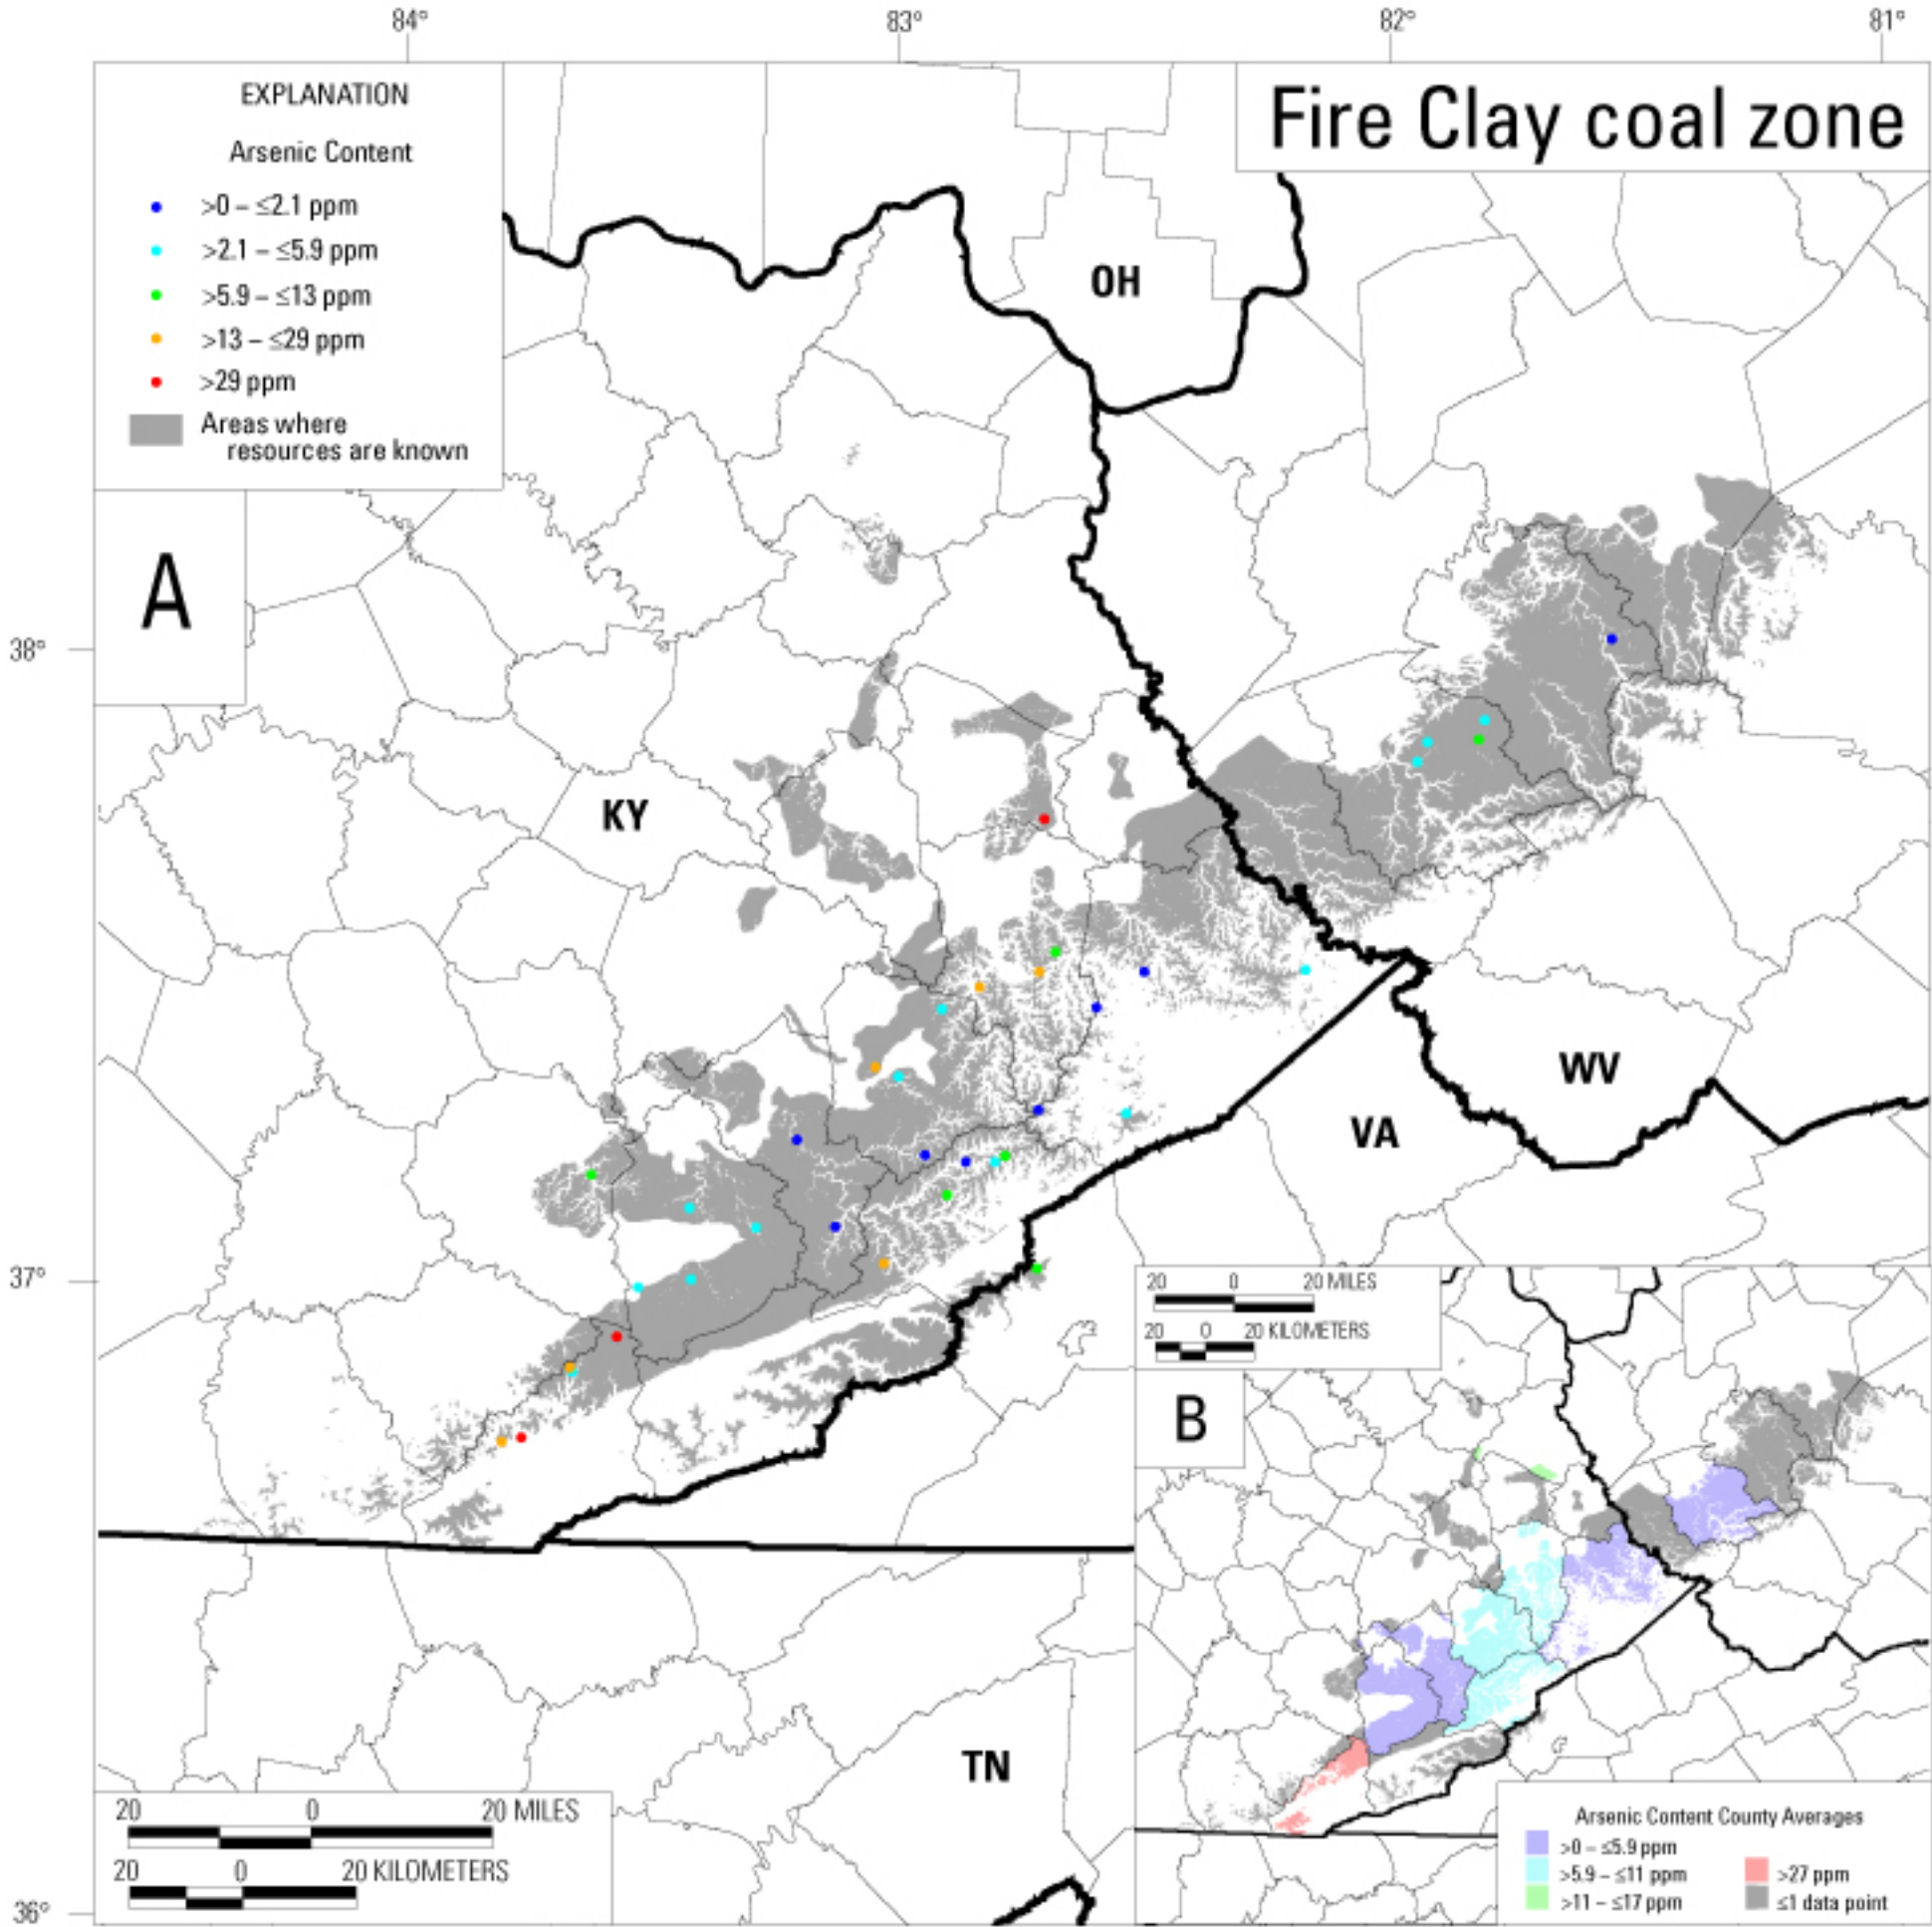 84°
83°
82°
81°
EXPLANATION
Arsenic Content
>0 – ≤2.1 ppm
>2.1 – ≤5.9 ppm
>5.9 – ≤13 ppm
>13 – ≤29 ppm
>29 ppm
Areas where
resources are known
Fire Clay coal zone
OH
A
38°
KY
WV
VA
37°
20 0 20 MILES
20 0 20 KILOMETERS
B
TN
20 0 20 MILES
20 0 20 KILOMETERS
Arsenic Content County Averages
>0 – ≤5.9 ppm
>5.9 – ≤11 ppm
>11 – ≤17 ppm
>27 ppm
≤1 data point
36°